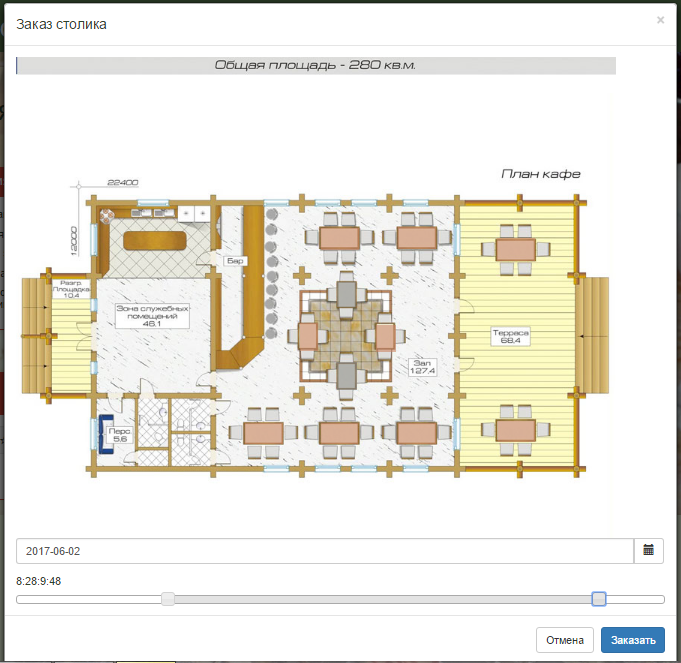 Заказ столика
×
Общая площадь - 280 кв.м.
План кафе
22400
12000
Бар
Разгр.
Площадка
10,4
Зона служебных
помещений
46,1
Терраса
68,4
Зал
127,4
Перс.
5,6
2017-06-02
8:28:9:48
Отмена
Заказать